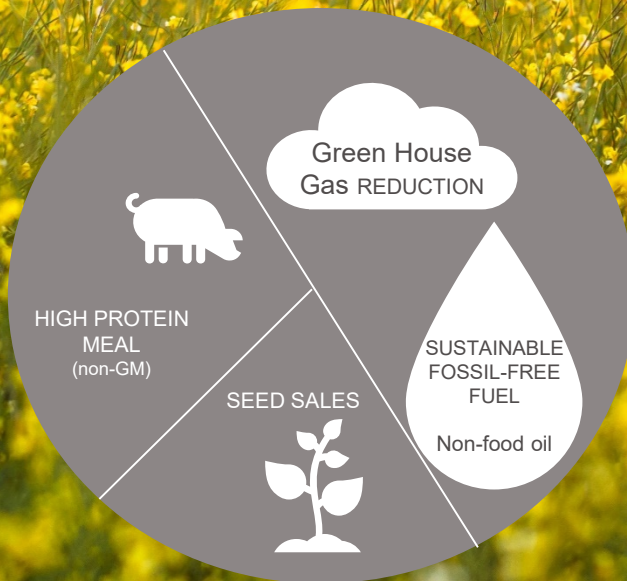 Green House
Gas REDUCTION
HIGH PROTEIN
MEAL
(non-GM)
SUSTAINABLE
FOSSIL-FREE
FUEL
Non-food oil
SEED SALES